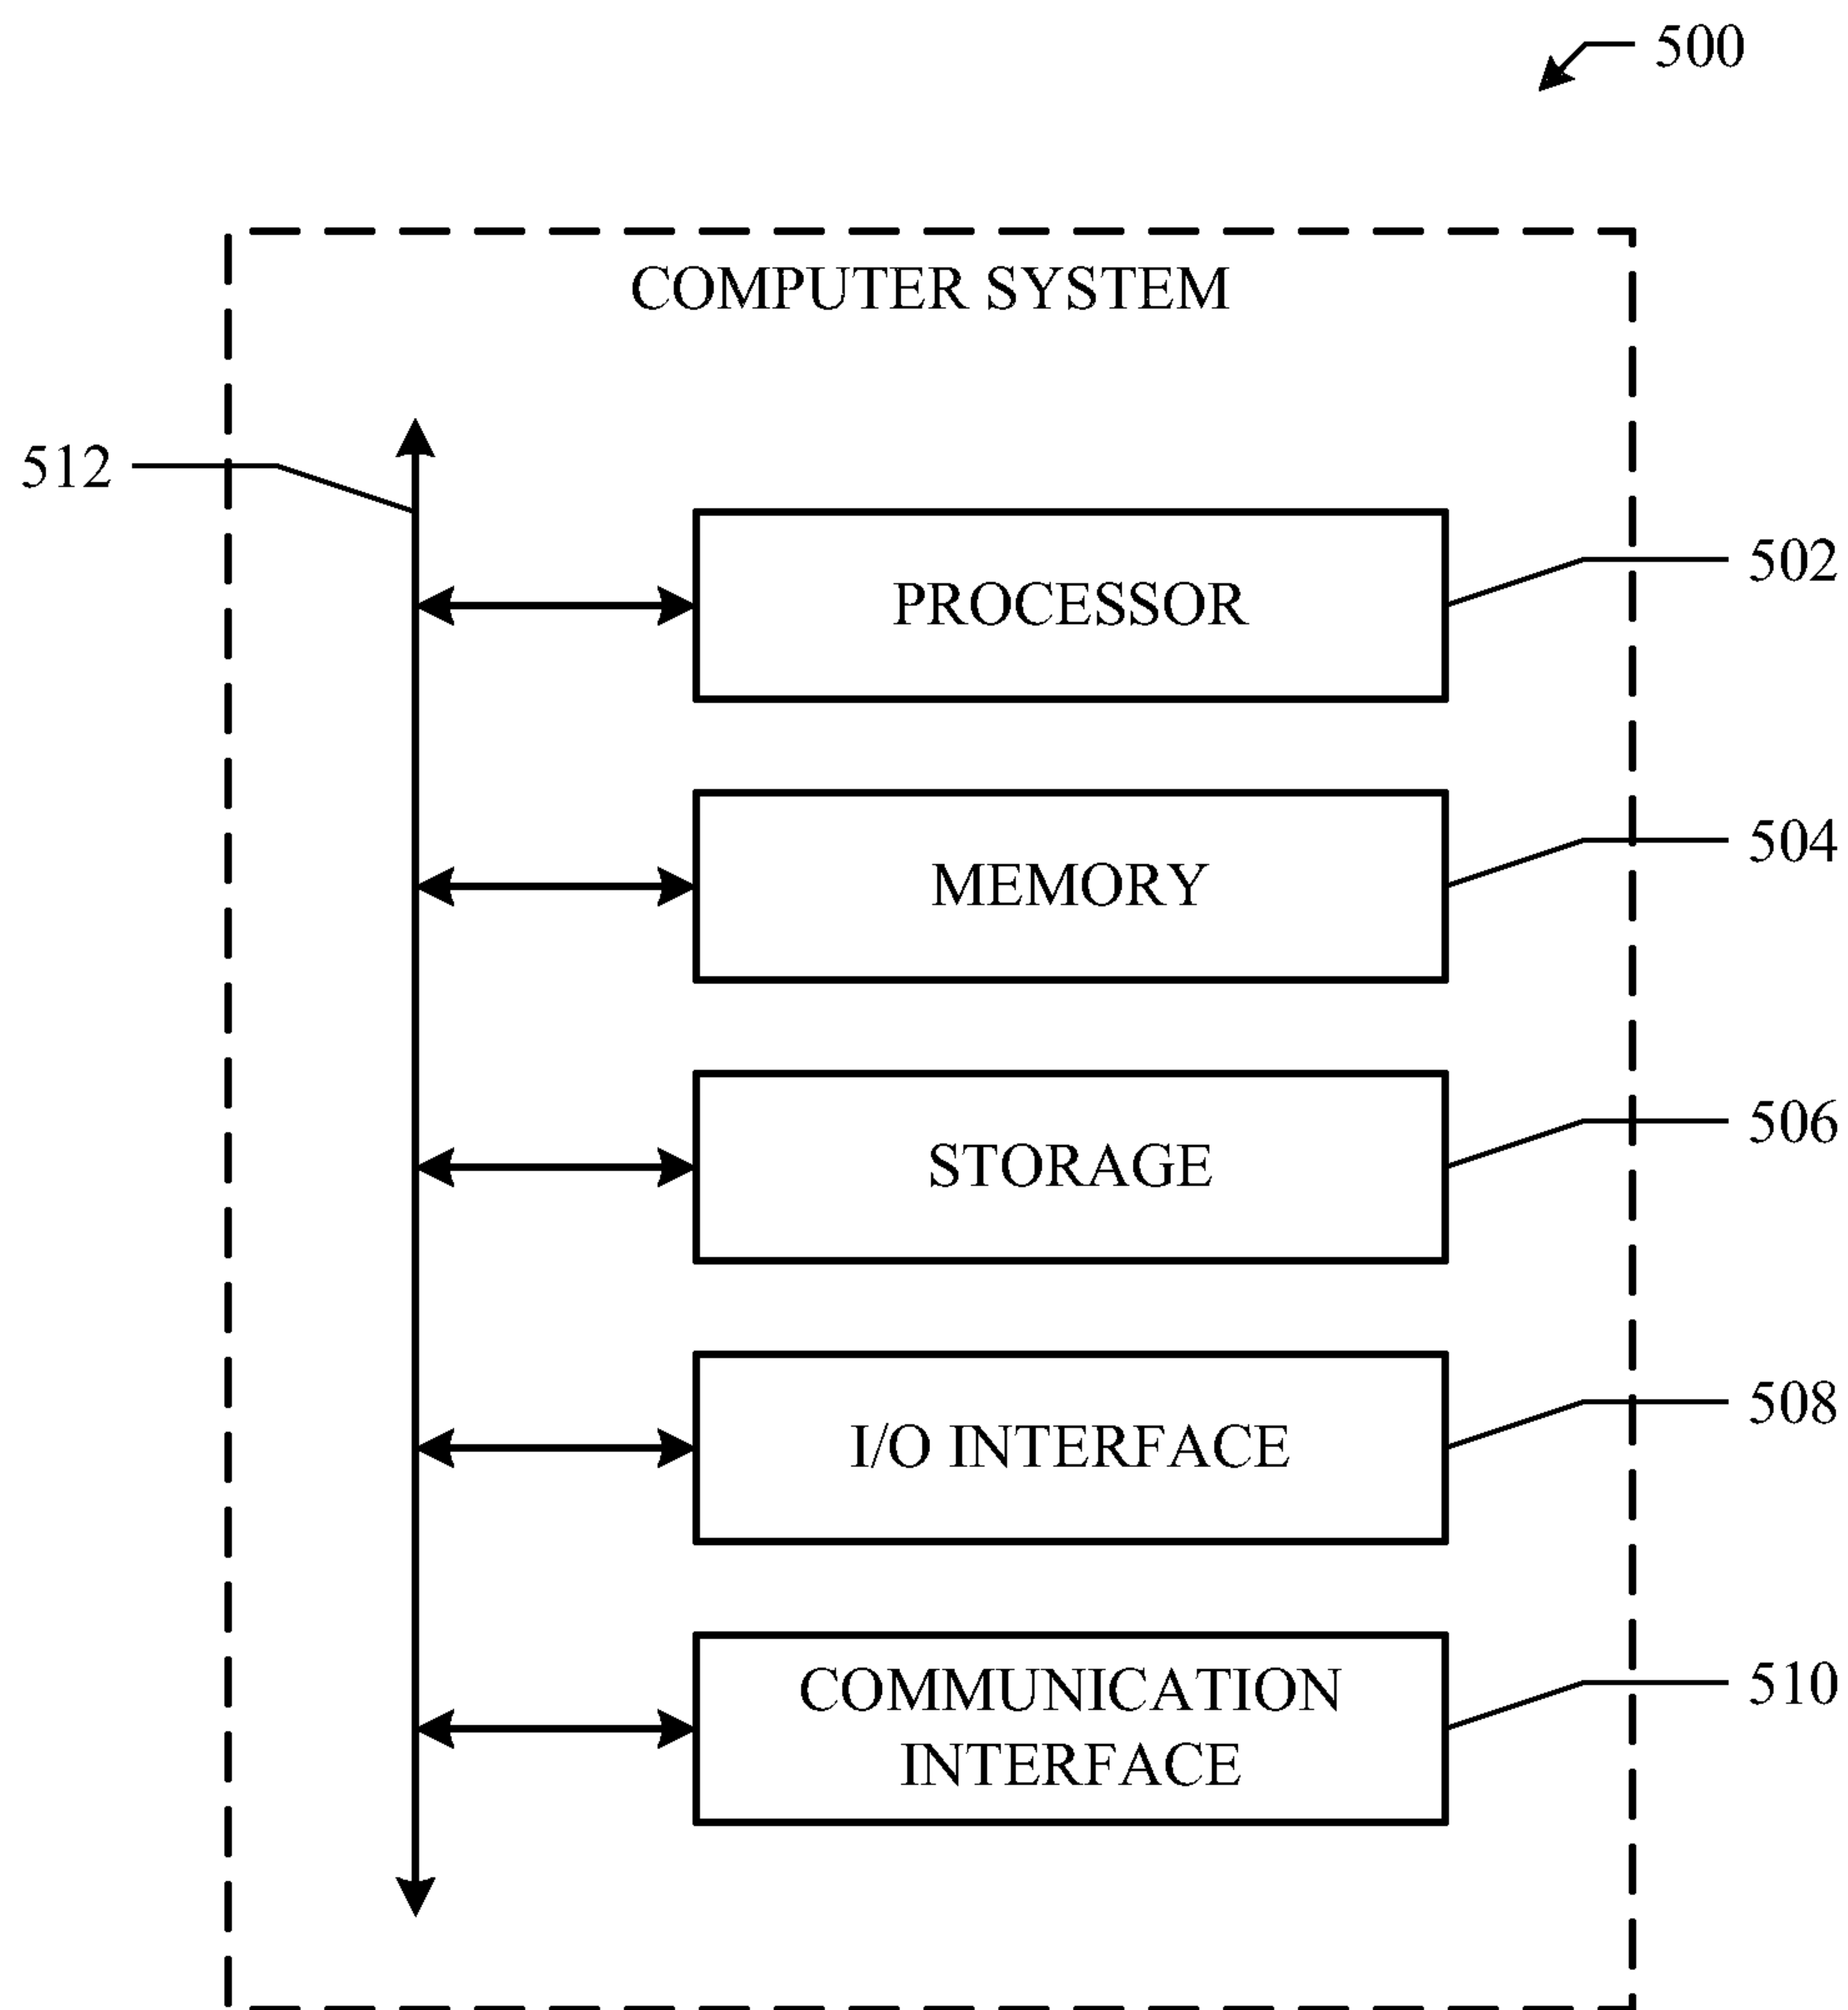 500
COMPUTER SYSTEM
512
PROCESSOR
502
MEMORY
504
STORAGE
506
I/O INTERFACE
508
COMMUNICATION
INTERFACE
510